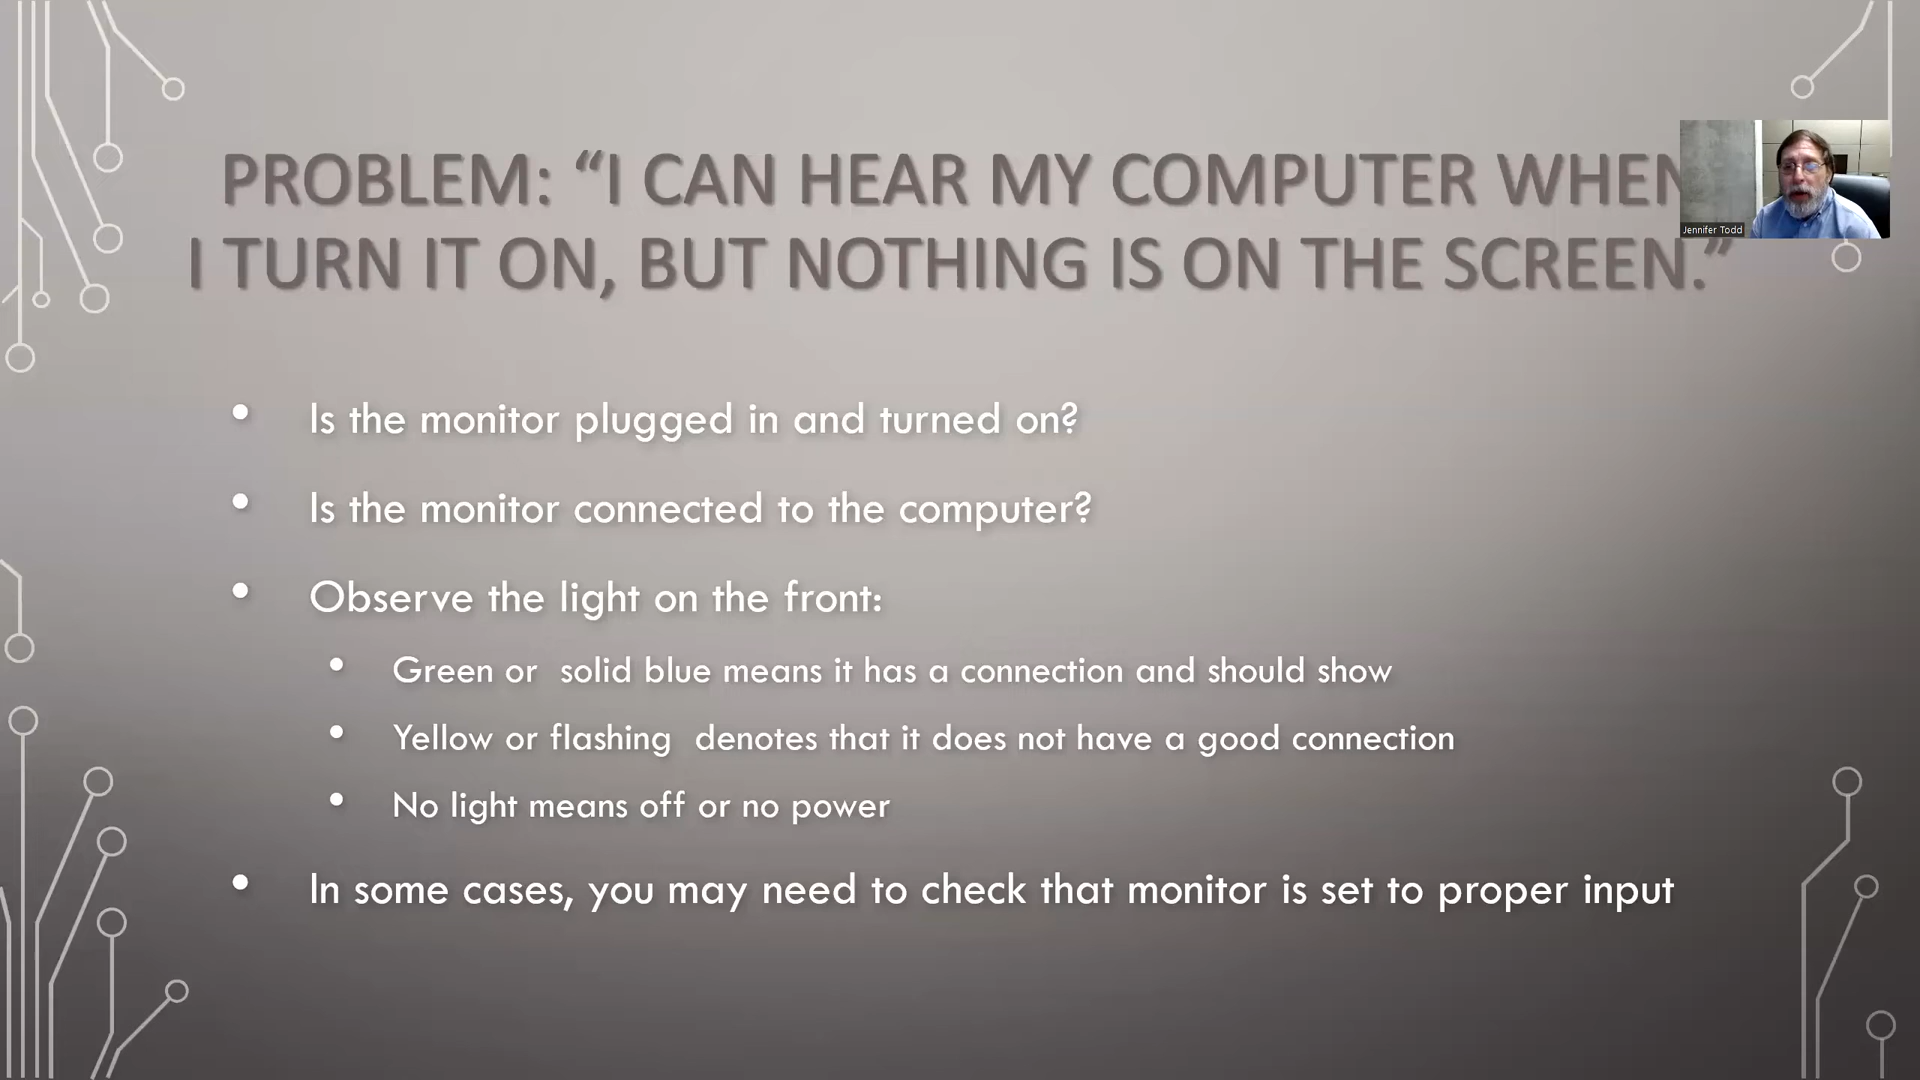 PROBLEM: “I CAN HEAR MY COMPUTER WHEN
I TURN IT ON, BUT NOTHING IS ON THE SCREEN.”
Jennifer Todd
• Is the monitor plugged in and turned on?
• Is the monitor connected to the computer?
• Observe the light on the front:
• Green or  solid blue means it has a connection and should show
• Yellow or flashing  denotes that it does not have a good connection
• No light means off or no power
• In some cases, you may need to check that monitor is set to proper input